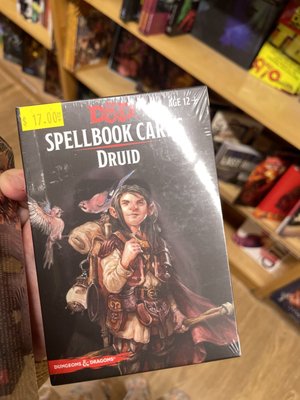 $ 17.00
D&D
AGE 12+
SPELLBOOK CARDS
DRUID
DUNGEONS & DRAGONS